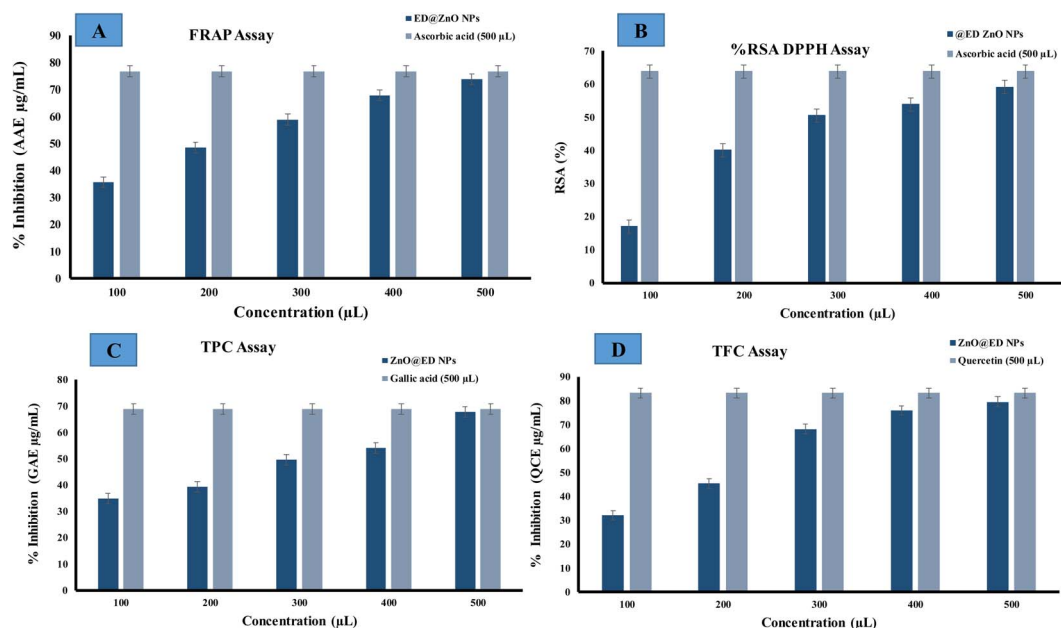 A
FRAP Assay
ED@ZnO NPs
Ascorbic acid (500 µL)
% Inhibition (AAE µg/mL)
90
80
70
60
50
40
30
20
10
0
100 200 300 400 500
Concentration (µL)
B
%RSA DPPH Assay
@ED ZnO NPs
Ascorbic acid (500 µL)
RSA (%)
70
60
50
40
30
20
10
0
100 200 300 400 500
Concentration (µL)
C
TPC Assay
ZnO@ED NPs
Gallic acid (500 µL)
% Inhibition (GAE µg/mL)
80
70
60
50
40
30
20
10
0
100 200 300 400 500
Concentration (µL)
D
TFC Assay
ZnO@ED NPs
Quercetin (500 µL)
% Inhibition (QCE µg/mL)
90
80
70
60
50
40
30
20
10
0
100 200 300 400 500
Concentration (µL)